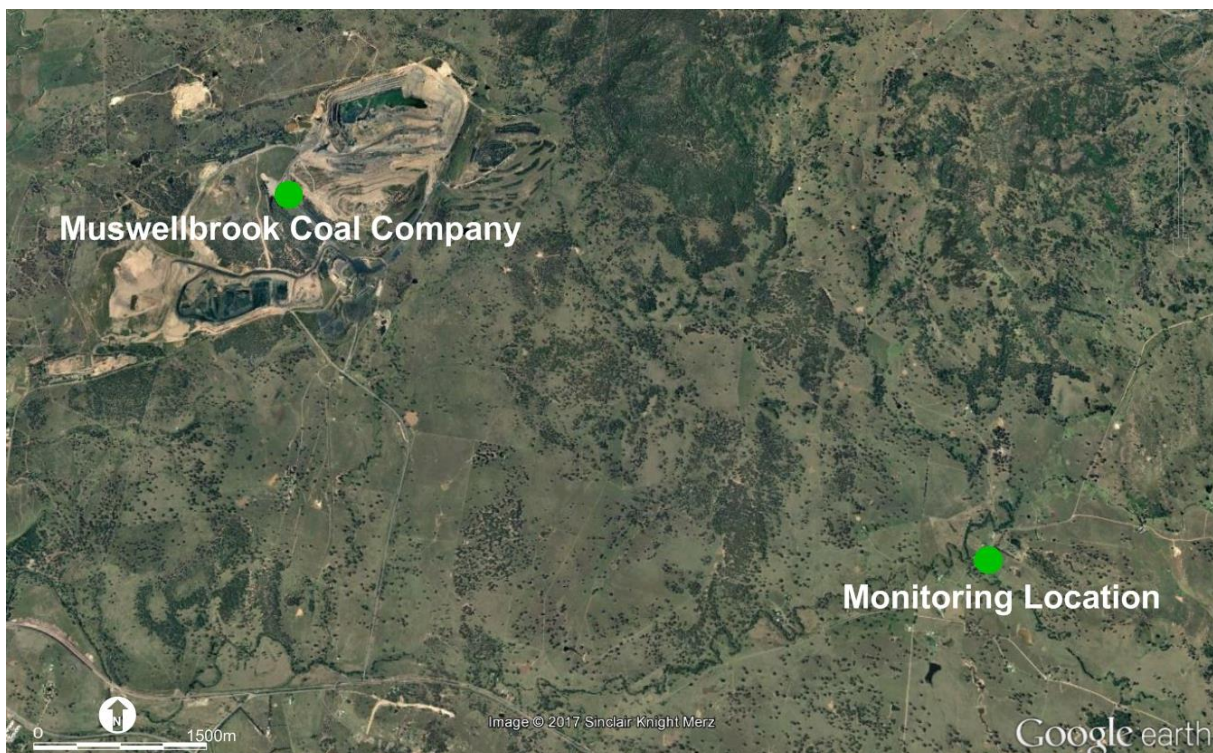 Muswellbrook Coal Company
Monitoring Location
N
0
1500m
Image © 2017 Sinclair Knight Merz
Google earth